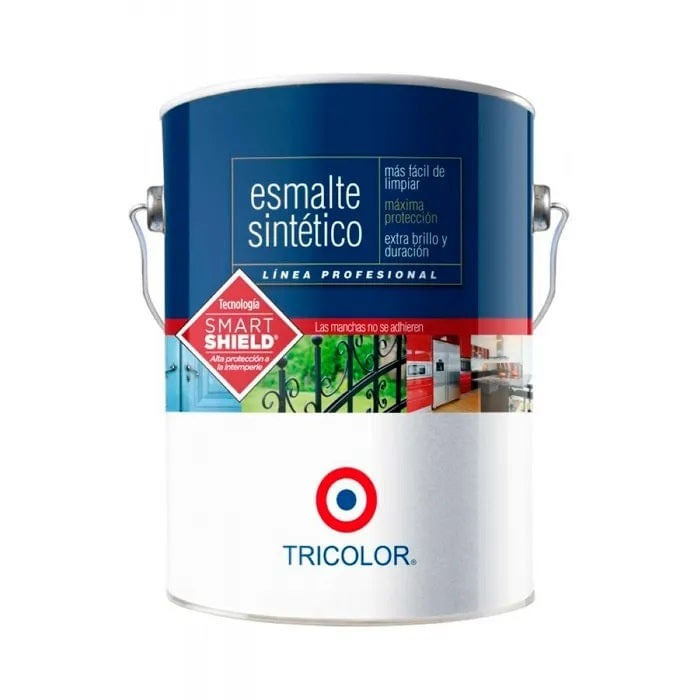 esmalte
sintético
más fácil de
limpiar
máxima
protección
extra brillo y
duración
LÍNEA PROFESIONAL
Tecnología
SMART
SHIELD®
Alta protección a
la intemperie
Las manchas no se adhieren
TRICOLOR®